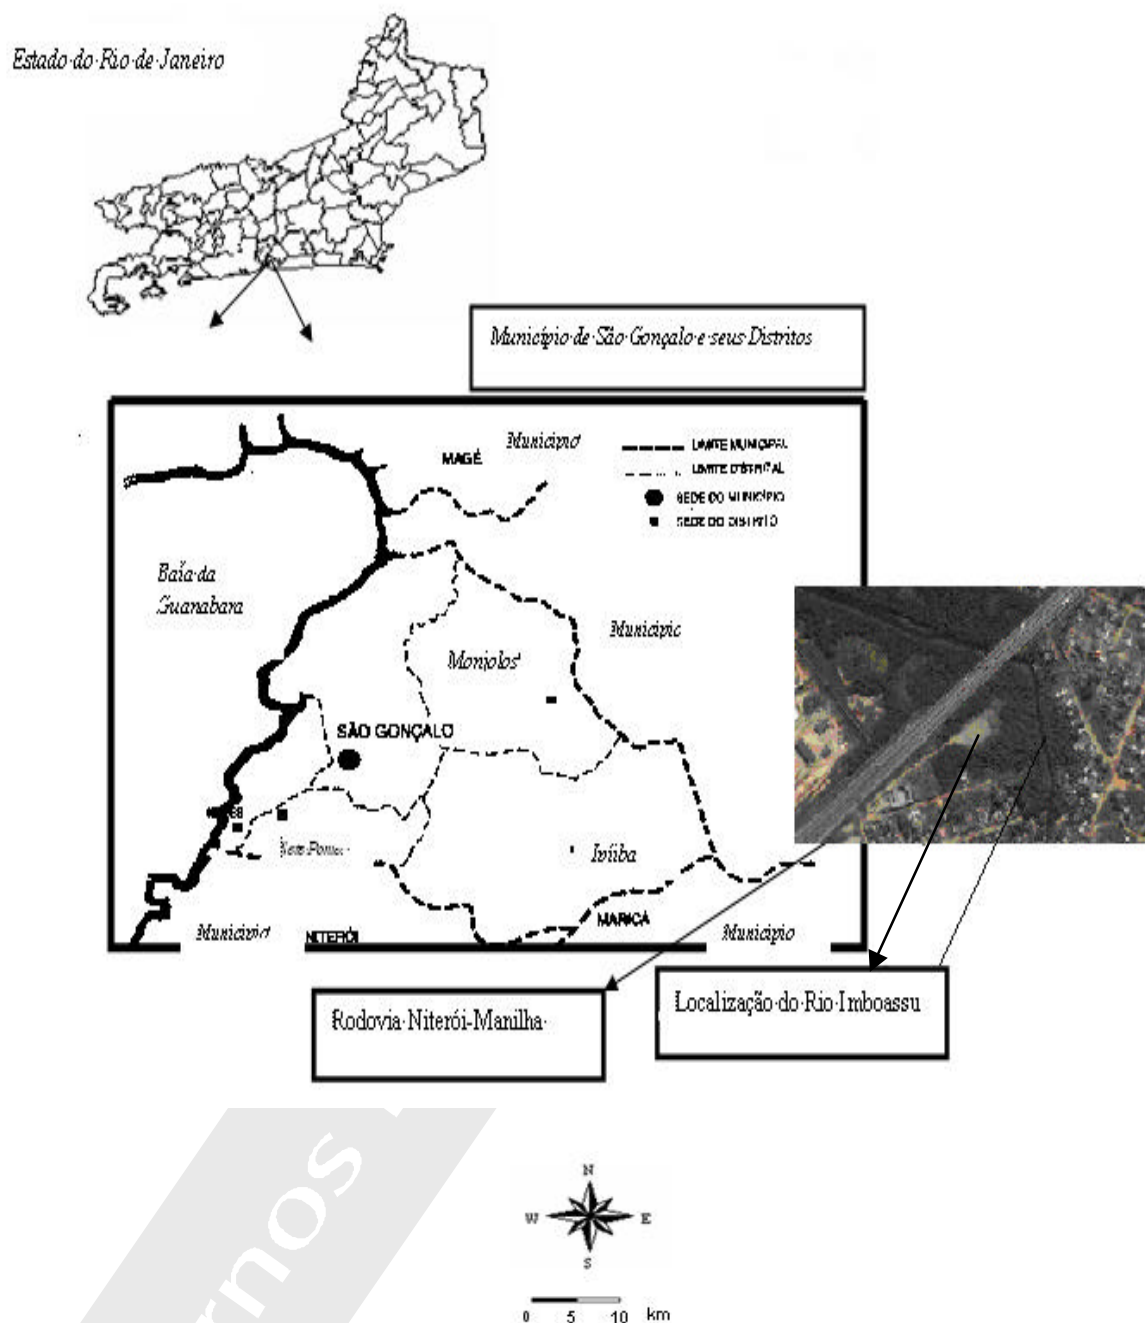 Estado do Rio de Janeiro
Município de São Gonçalo e seus Distritos
Município
MAGÉ
LIMITE MUNICIPAL
LIMITE DISTRITAL
SEDE DO MUNICÍPIO
SEDE DO DISTRITO
Baía da
Guanabara
Município
Monjolos
SÃO GONÇALO
Município
NITERÓI
MARICÁ
Município
Rodovia Niterói-Manilha
Localização do Rio Imboassu
rnos
N
W E
S
0 5 10 km